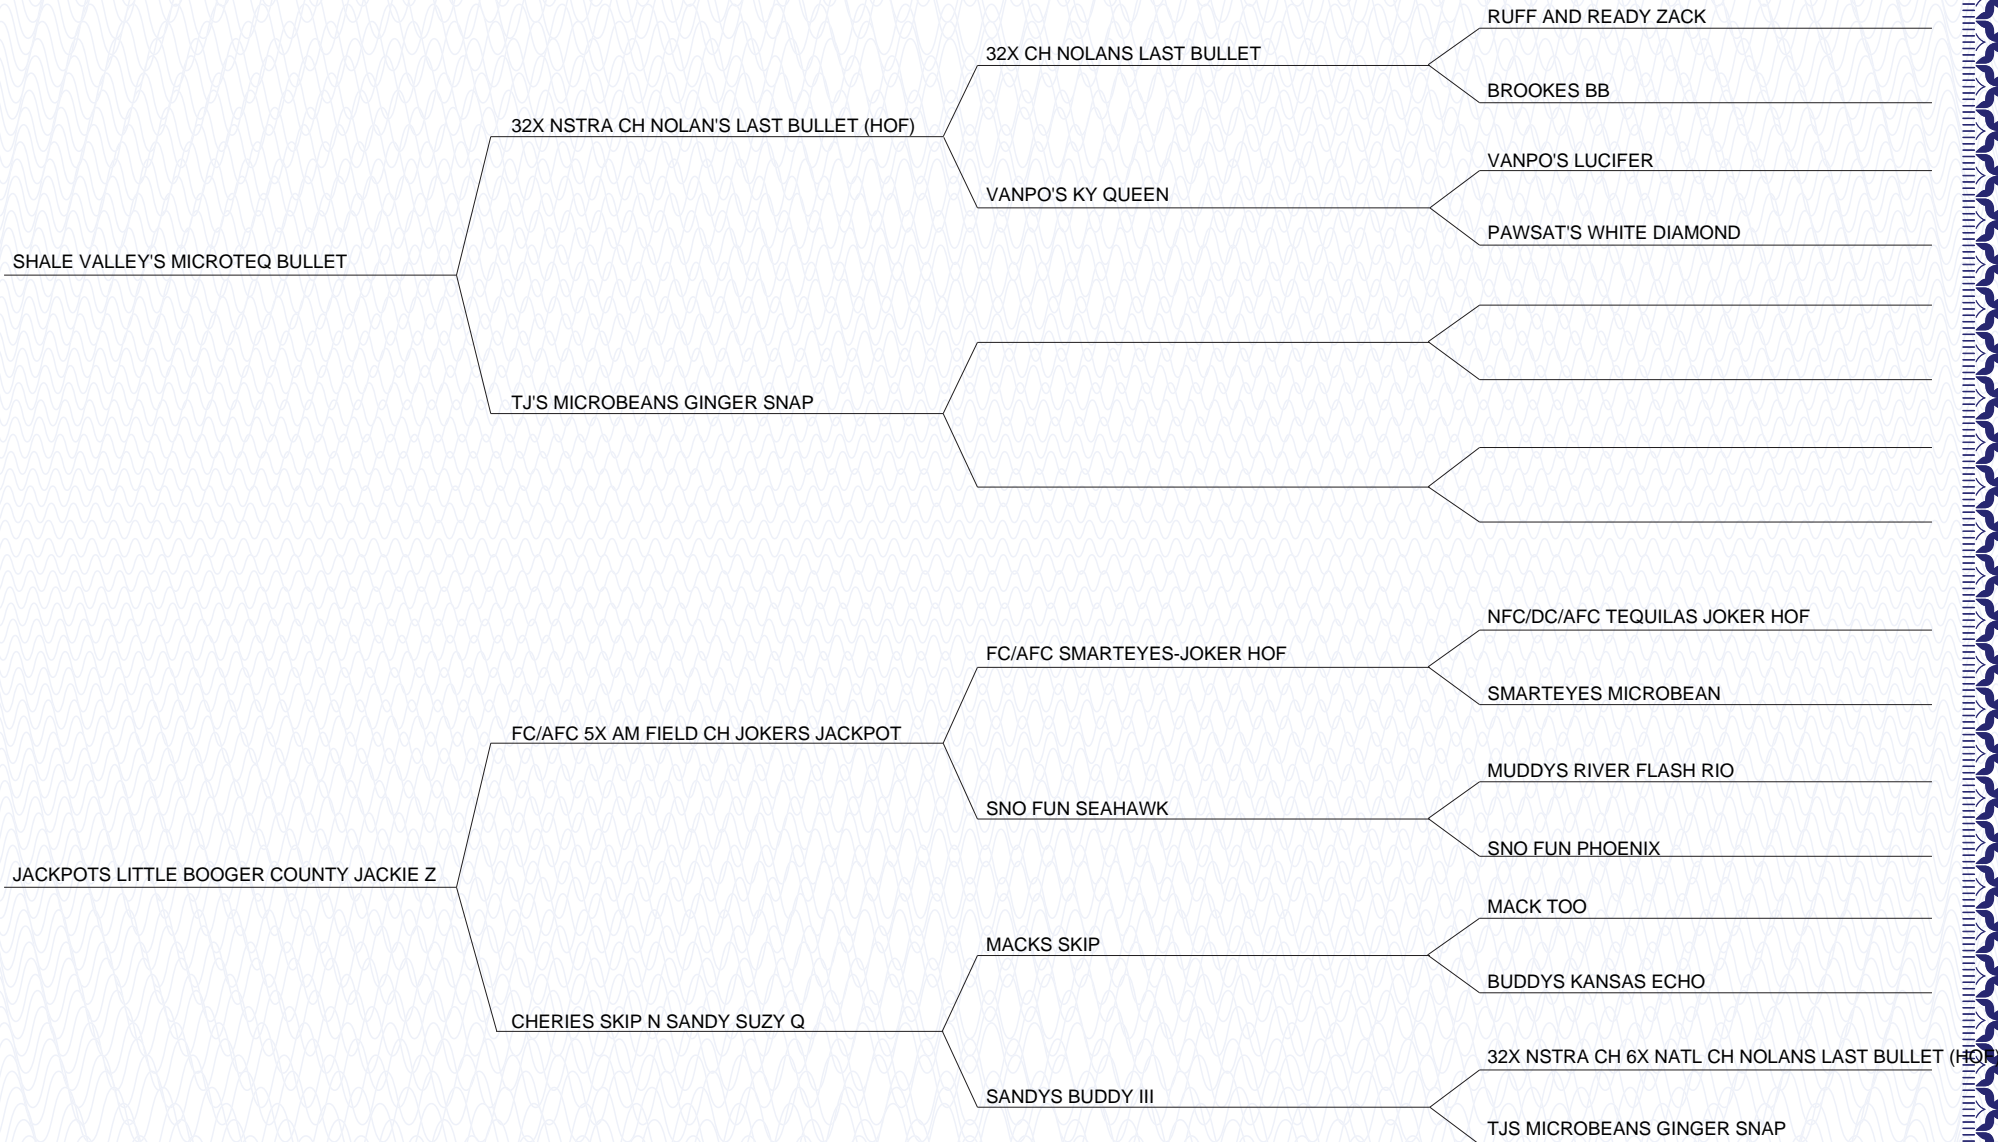 RUFF AND READY ZACK
32X CH NOLANS LAST BULLET
BROOKES BB
32X NSTRA CH NOLAN'S LAST BULLET (HOF)
VANPO'S LUCIFER
VANPO'S KY QUEEN
PAWSAT'S WHITE DIAMOND
SHALE VALLEY'S MICROTEQ BULLET
TJ'S MICROBEANS GINGER SNAP
NFC/DC/AFC TEQUILAS JOKER HOF
FC/AFC SMARTEYES-JOKER HOF
SMARTEYES MICROBEAN
FC/AFC 5X AM FIELD CH JOKERS JACKPOT
MUDDYS RIVER FLASH RIO
SNO FUN SEAHAWK
SNO FUN PHOENIX
JACKPOTS LITTLE BOOGER COUNTY JACKIE Z
MACK TOO
MACKS SKIP
BUDDYS KANSAS ECHO
CHERIES SKIP N SANDY SUZY Q
32X NSTRA CH 6X NATL CH NOLANS LAST BULLET (HOF
SANDYS BUDDY III
TJS MICROBEANS GINGER SNAP